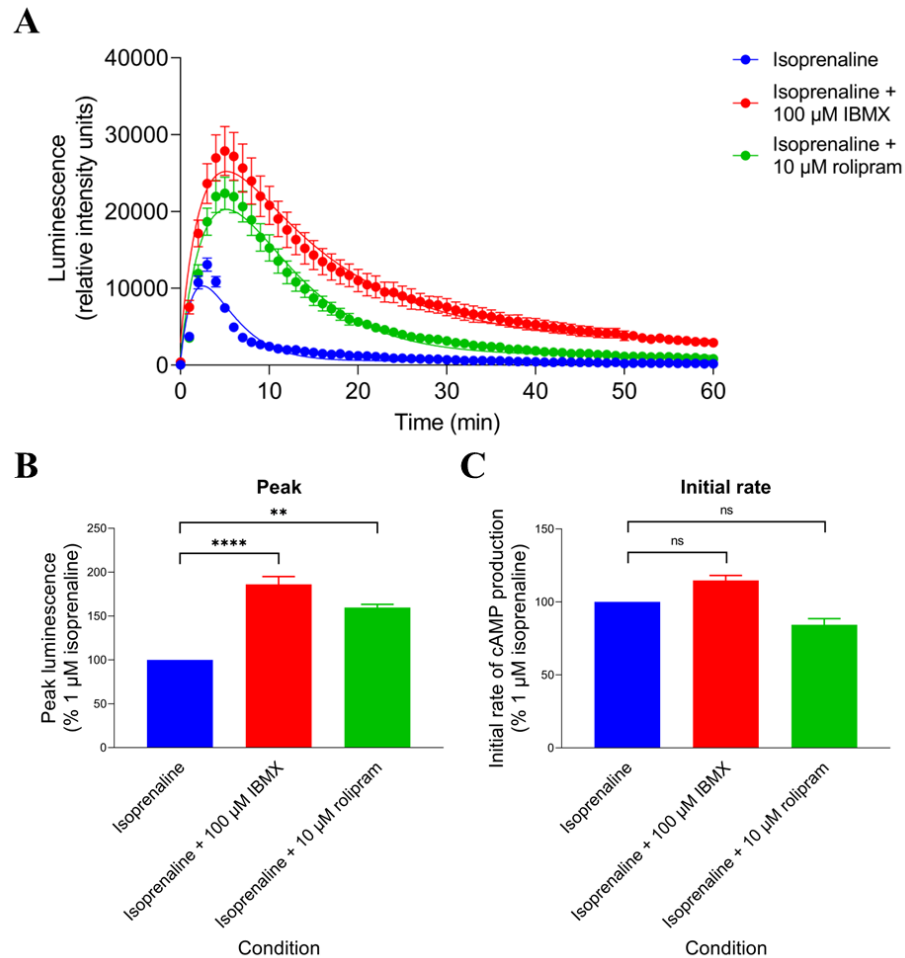 A
Luminescence
(relative intensity units)
40000
30000
20000
10000
0
0 10 20 30 40 50 60
Time (min)
Isoprenaline
Isoprenaline +
100 µM IBMX
Isoprenaline +
10 µM rolipram
B
Peak
Peak luminescence
(% 1 µM isoprenaline)
250
200
150
100
50
0
**
****
Isoprenaline
Isoprenaline + 100 µM IBMX
Isoprenaline + 10 µM rolipram
Condition
C
Initial rate
Initial rate of cAMP production
(% 1 µM isoprenaline)
150
100
50
0
ns
ns
Isoprenaline
Isoprenaline + 100 µM IBMX
Isoprenaline + 10 µM rolipram
Condition